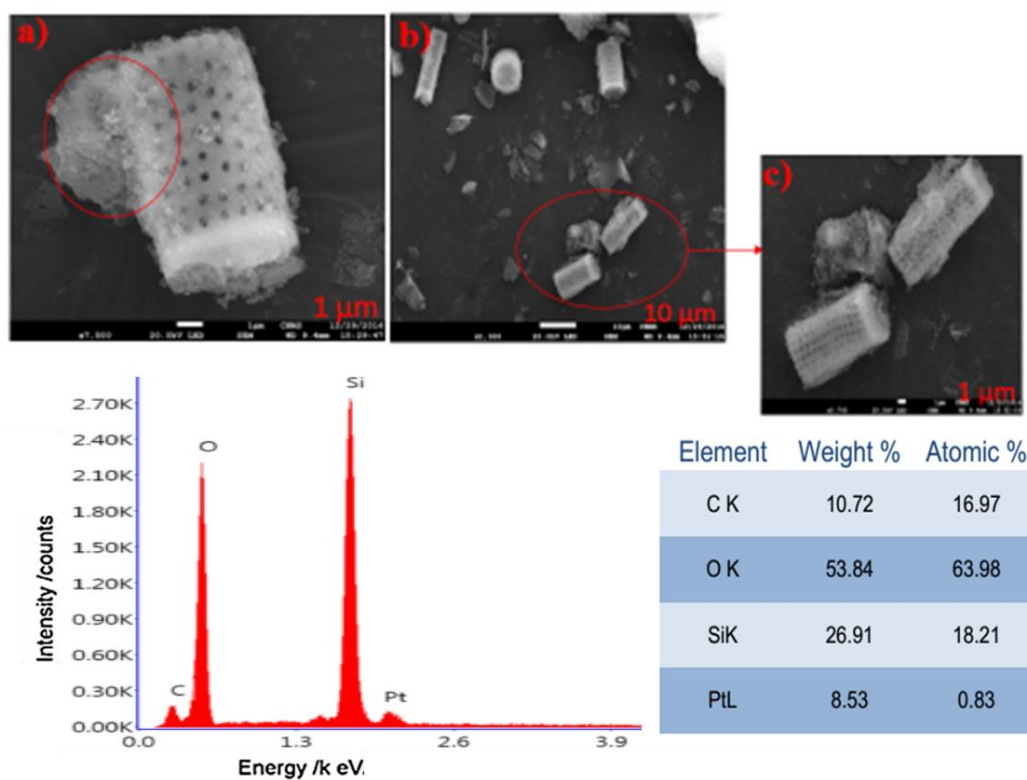 a)
1 µm
b)
10 µm
c)
1 µm
Si
O
C
Pt
2.70K
2.40K
2.10K
1.80K
1.50K
1.20K
0.90K
0.60K
0.30K
0.00K
0.0 1.3 2.6 3.9
Intensity /counts
Energy /k eV.
Element Weight % Atomic %
C K 10.72 16.97
O K 53.84 63.98
SiK 26.91 18.21
PtL 8.53 0.83